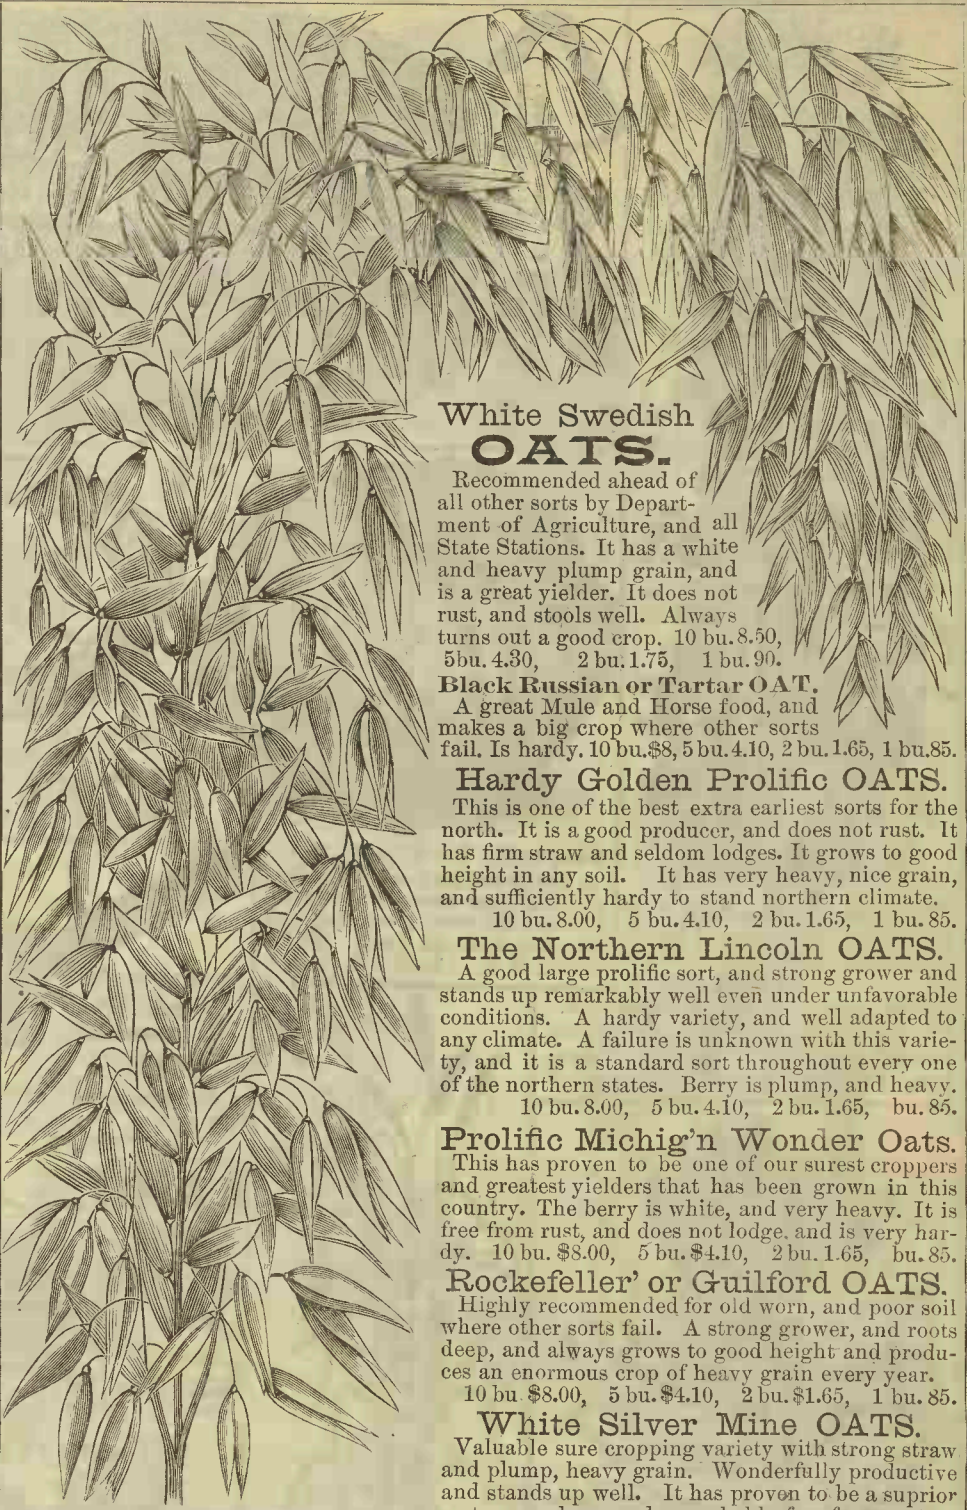 White Swedish
OATS.
Recommended ahead of
all other sorts by Depart-
ment of Agriculture, and all
State Stations. It has a white
and heavy plump grain, and
is a great yielder. It does not
rust, and stools well. Always
turns out a good crop. 10 bu. 8.50,
5bu. 4.30, 2 bu. 1.75, 1 bu. 90.
Black Russian or Tartar OAT.
A great Mule and Horse food, and
makes a big crop where other sorts
fail. Is hardy. 10 bu.$8, 5 bu. 4.10, 2 bu. 1.65, 1 bu.85.
Hardy Golden Prolific OATS.
This is one of the best extra earliest sorts for the
north. It is a good producer, and does not rust. It
has firm straw and seldom lodges. It grows to good
height in any soil. It has very heavy, nice grain,
and sufficiently hardy to stand northern climate.
10 bu. 8.00, 5 bu. 4.10, 2 bu. 1.65, 1 bu. 85.
The Northern Lincoln OATS.
A good large prolific sort, and strong grower and
stands up remarkably well even under unfavorable
conditions. A hardy variety, and well adapted to
any climate. A failure is unknown with this varie-
ty, and it is a standard sort throughout every one
of the northern states. Berry is plump, and heavy.
10 bu. 8.00, 5 bu. 4.10, 2 bu. 1.65, bu. 85.
Prolific Michig'n Wonder Oats.
This has proven to be one of our surest croppers
and greatest yielders that has been grown in this
country. The berry is white, and very heavy. It is
free from rust, and does not lodge, and is very har-
dy. 10 bu. $8.00, 5 bu. $4.10, 2 bu. 1.65, bu. 85.
Rockefeller' or Guilford OATS.
Highly recommended for old worn, and poor soil
where other sorts fail. A strong grower, and roots
deep, and always grows to good height and produ-
ces an enormous crop of heavy grain every year.
10 bu. $8.00, 5 bu. $4.10, 2 bu. $1.65, 1 bu. 85.
White Silver Mine OATS.
Valuable sure cropping variety with strong straw
and plump, heavy grain. Wonderfully productive
and stands up well. It has proven to be a suprior